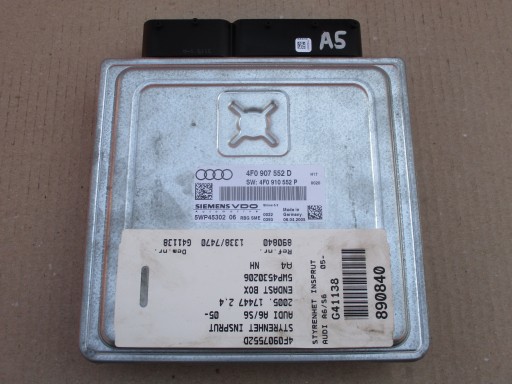 A5
4F0 907 552 D
H17
SW: 4F0 910 552 P
SIEMENS VDO
AUTOMOTIVE
Made in
Germany
5WP45302 06
4F0907552D
STYRENHET INSPRUT
AUDI A6/S6 05-
2005. 17447 2.4
ENDAST BOX
5WP4530206
A4 NH
Ref.nr.
Dem.nr.
890840 1338/7470 G41138
STYRENHET INSPRUT
AUDI A6/S6 05-
G41138
890840